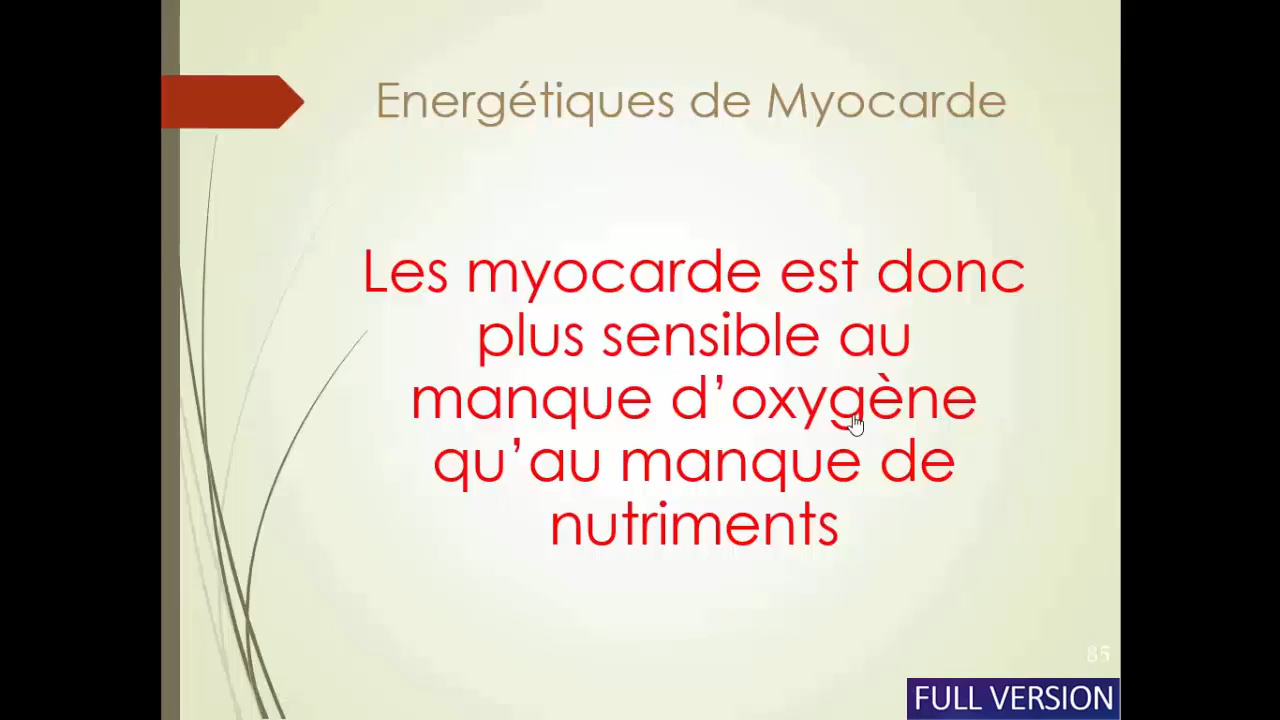 Energétiques de Myocarde
Les myocarde est donc
plus sensible au
manque d’oxygène
qu’au manque de
nutriments
85
FULL VERSION